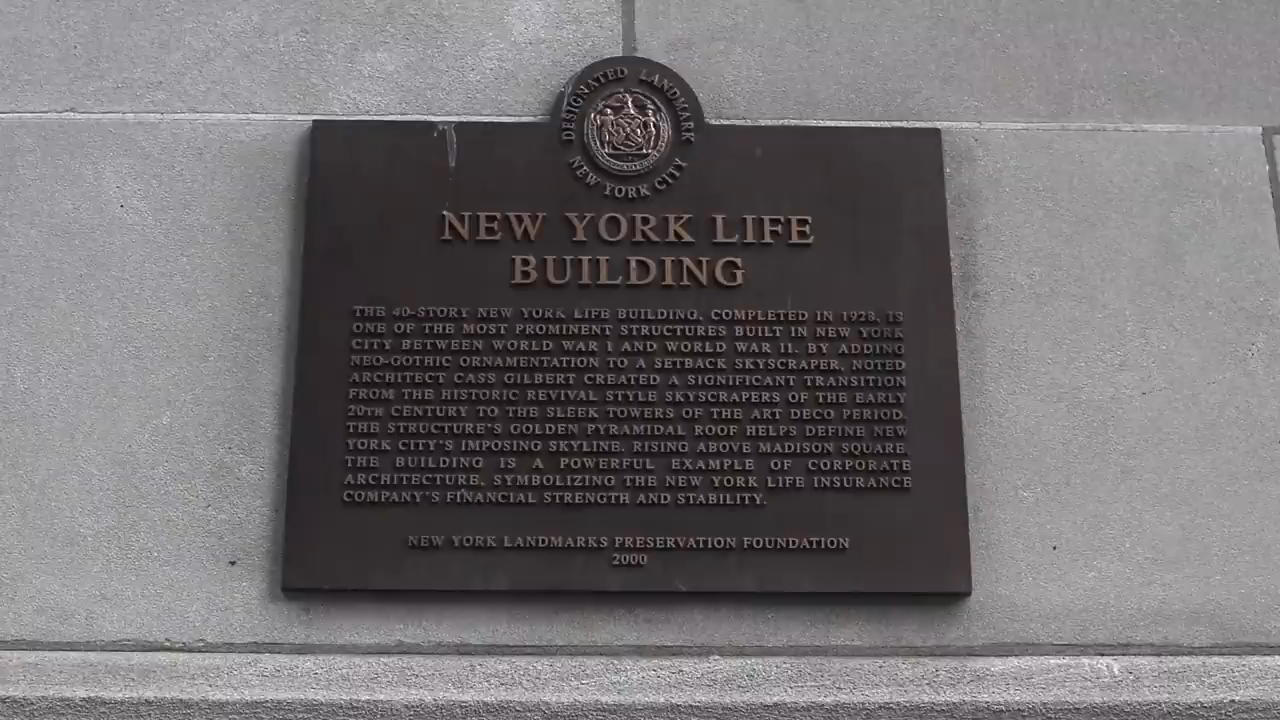 DESIGNATED LANDMARK
NEW YORK CITY
NEW YORK LIFE
BUILDING
THE 40-STORY NEW YORK LIFE BUILDING, COMPLETED IN 1928, IS
ONE OF THE MOST PROMINENT STRUCTURES BUILT IN NEW YORK
CITY BETWEEN WORLD WAR I AND WORLD WAR II. BY ADDING
NEO-GOTHIC ORNAMENTATION TO A SETBACK SKYSCRAPER, NOTED
ARCHITECT CASS GILBERT CREATED A SIGNIFICANT TRANSITION
FROM THE HISTORIC REVIVAL STYLE SKYSCRAPERS OF THE EARLY
20TH CENTURY TO THE SLEEK TOWERS OF THE ART DECO PERIOD.
THE STRUCTURE'S GOLDEN PYRAMIDAL ROOF HELPS DEFINE NEW
YORK CITY'S IMPOSING SKYLINE. RISING ABOVE MADISON SQUARE,
THE BUILDING IS A POWERFUL EXAMPLE OF CORPORATE
ARCHITECTURE, SYMBOLIZING THE NEW YORK LIFE INSURANCE
COMPANY'S FINANCIAL STRENGTH AND STABILITY.
NEW YORK LANDMARKS PRESERVATION FOUNDATION
2000